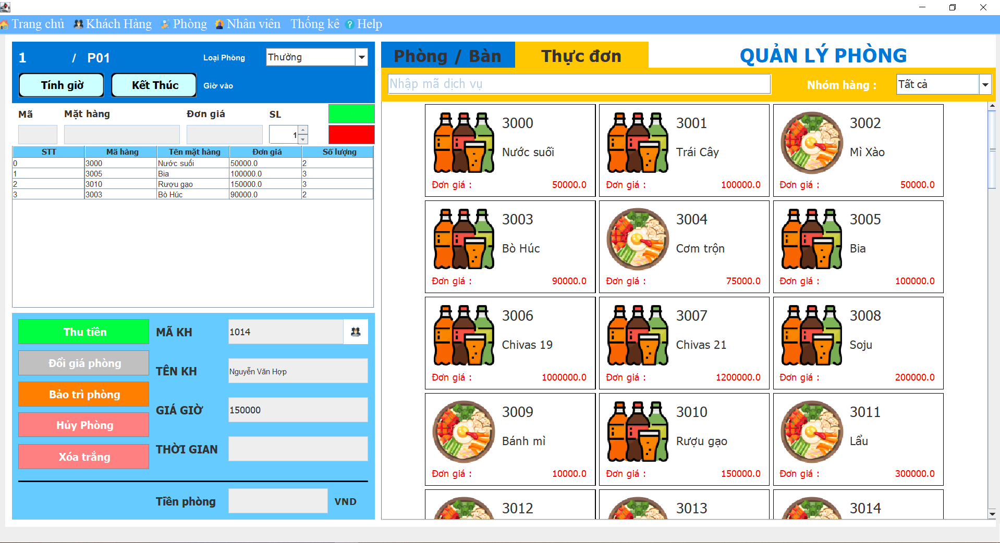 Trang chủ Khách Hàng Phòng Nhân viên Thống kê Help
1 / P01 Loại Phòng Thường
Tính giờ Kết Thúc Giờ vào
Mã Mặt hàng Đơn giá SL
1
STT Mã hàng Tên mặt hàng Đơn giá Số lượng
0 3000 Nước suối 50000.0 2
1 3005 Bia 100000.0 3
2 3010 Rượu gạo 150000.0 3
3 3003 Bò Húc 90000.0 2
Thu tiền MÃ KH 1014
Đổi giá phòng TÊN KH Nguyễn Văn Hợp
Bảo trì phòng
GIÁ GIỜ 150000
Hủy Phòng
THỜI GIAN
Xóa trắng
Tiền phòng VND
Phòng / Bàn Thực đơn QUẢN LÝ PHÒNG
Nhập mã dịch vụ Nhóm hàng : Tất cả
3000 3001 3002
Nước suối Trái Cây Mì Xào
Đơn giá : 50000.0 Đơn giá : 100000.0 Đơn giá : 50000.0
3003 3004 3005
Bò Húc Cơm trộn Bia
Đơn giá : 90000.0 Đơn giá : 75000.0 Đơn giá : 100000.0
3006 3007 3008
Chivas 19 Chivas 21 Soju
Đơn giá : 1000000.0 Đơn giá : 1200000.0 Đơn giá : 200000.0
3009 3010 3011
Bánh mì Rượu gạo Lẩu
Đơn giá : 10000.0 Đơn giá : 150000.0 Đơn giá : 300000.0
3012 3013 3014